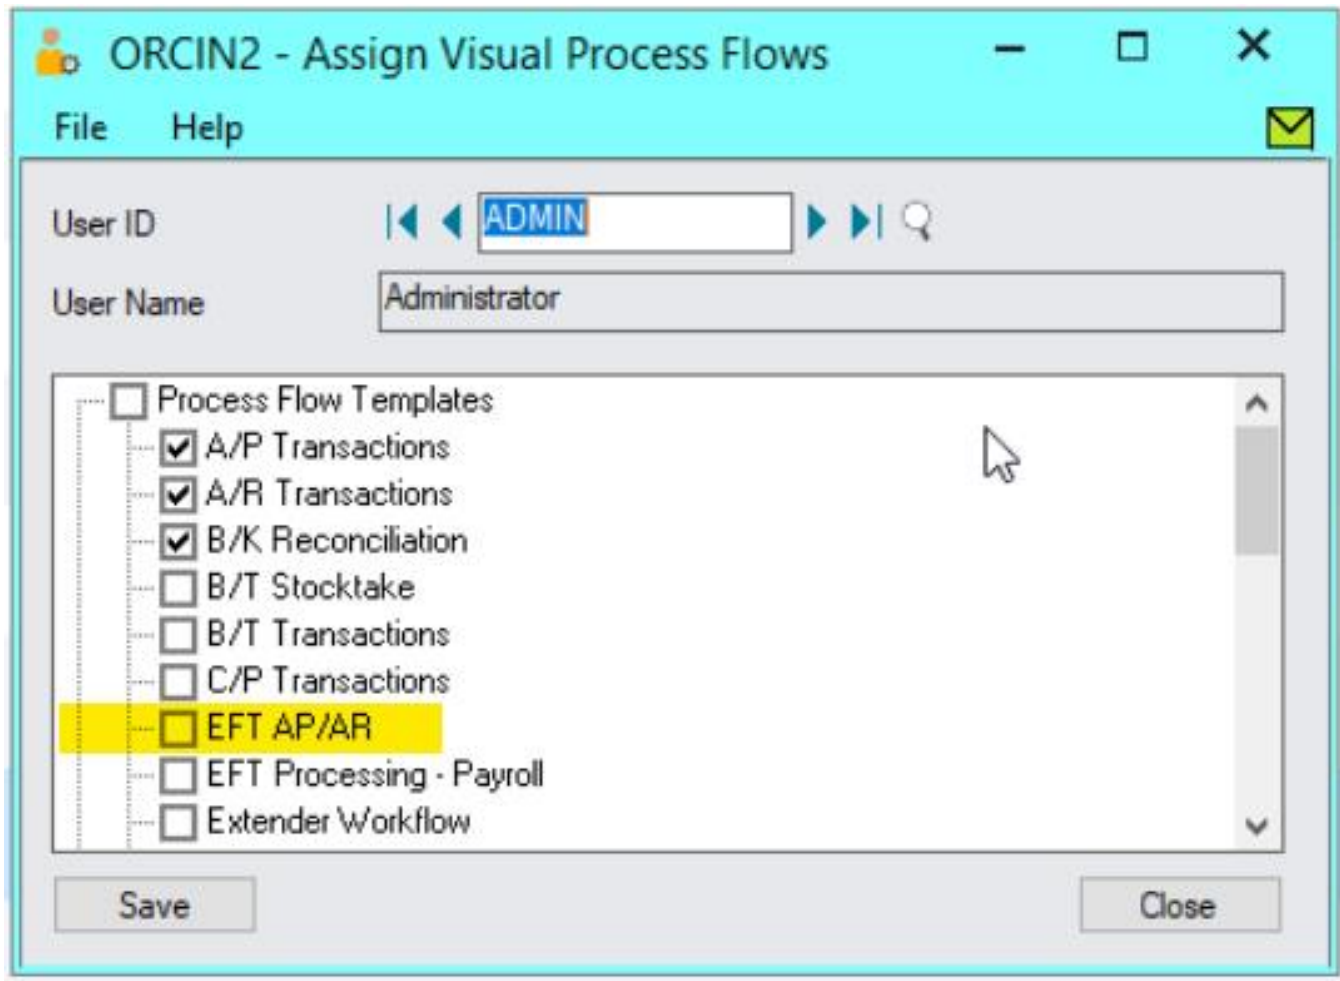 ORCIN2 - Assign Visual Process Flows
File Help
User ID ADMIN
User Name Administrator
Process Flow Templates
A/P Transactions
A/R Transactions
B/K Reconciliation
B/T Stocktake
B/T Transactions
C/P Transactions
EFT AP/AR
EFT Processing - Payroll
Extender Workflow
Save Close